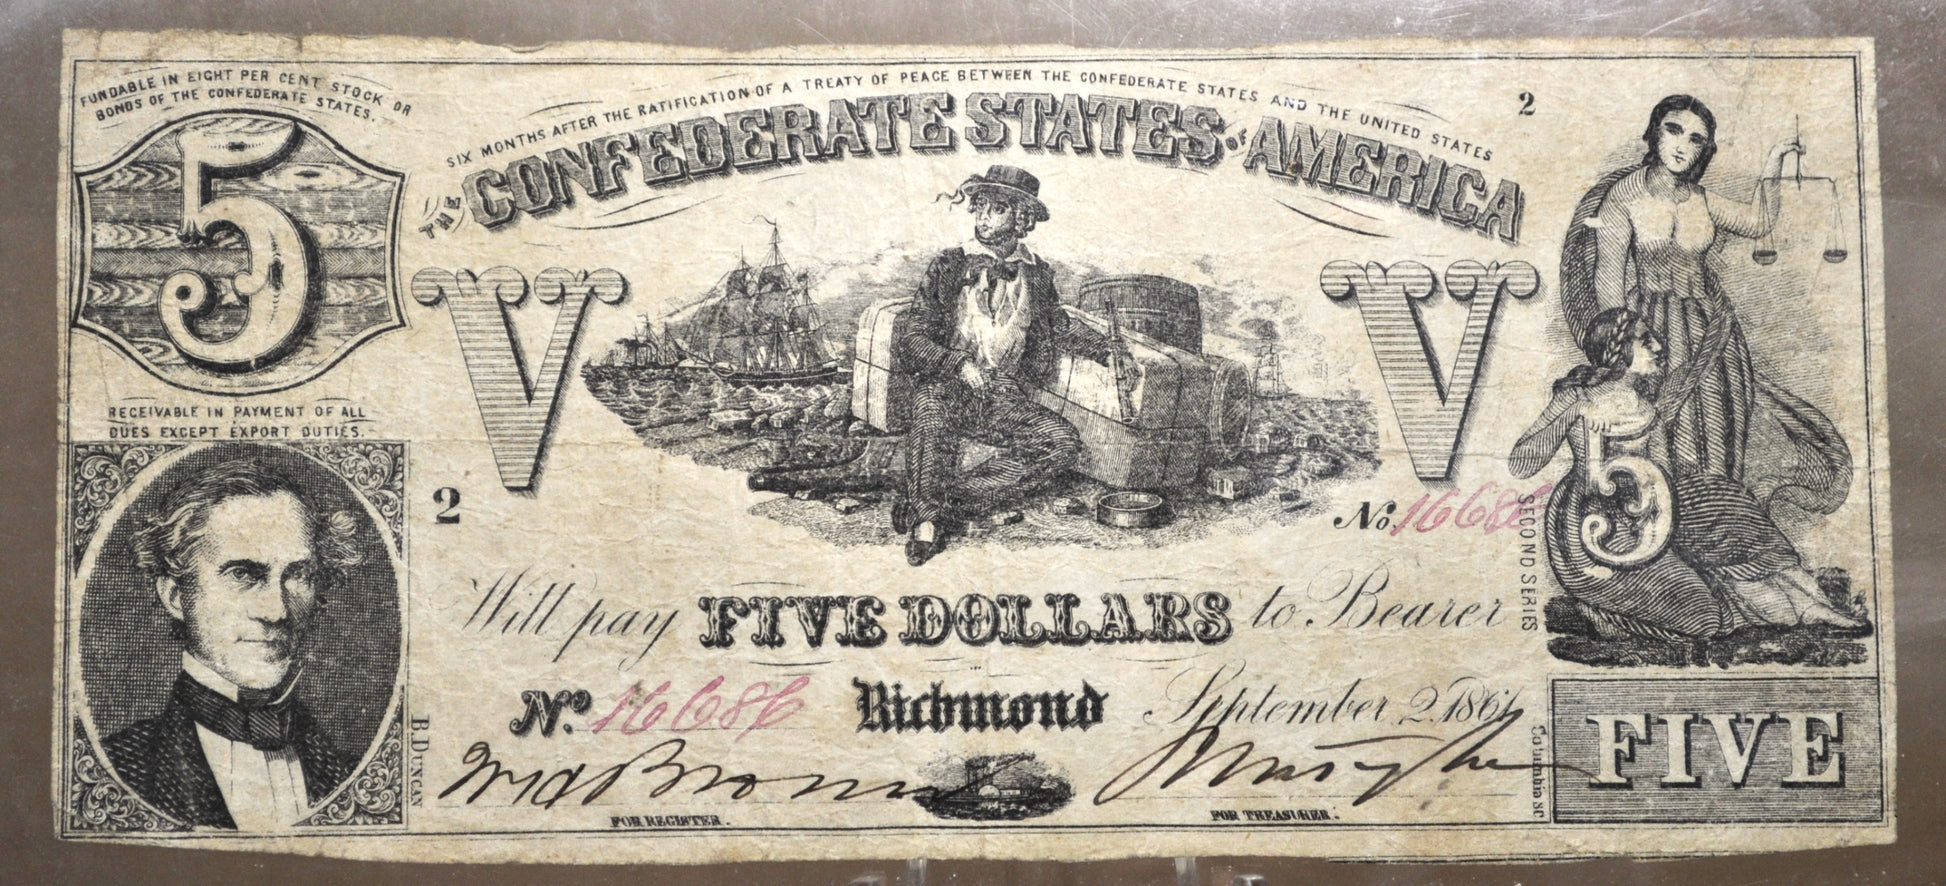 FUNDABLE IN EIGHT PER CENT STOCK OR
BONDS OF THE CONFEDERATE STATES.
SIX MONTHS AFTER THE RATIFICATION OF A TREATY OF PEACE BETWEEN THE CONFEDERATE STATES AND THE UNITED STATES
2
THE CONFEDERATE STATES OF AMERICA
5
V
V
RECEIVABLE IN PAYMENT OF ALL
DUES EXCEPT EXPORT DUTIES.
2
No. 16686
5
SECOND SERIES
Will pay FIVE DOLLARS to Bearer
No. 16686 Richmond September 2. 1861
FIVE
B. DUNCAN
Columbia SC
FOR REGISTER.
FOR TREASURER.